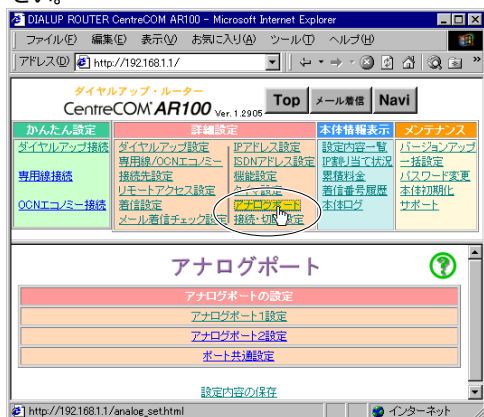 さい。
DIALUP ROUTER CentreCOM AR100 - Microsoft Internet Explorer
ファイル(F) 編集(E) 表示(V) お気に入り(A) ツール(T) ヘルプ(H)
アドレス(D) http://192.168.1.1/
ダイヤルアップ・ルーター
CentreCOM AR100 Ver. 1.2905
Top メール着信 Navi
かんたん設定 詳細設定 本体情報表示 メンテナンス
ダイヤルアップ接続 ダイヤルアップ設定 IPアドレス設定 設定内容一覧 バージョンアップ
専用線/OCNエコノミー ISDNアドレス設定 IP割り当て状況 一括設定
専用線接続 接続先設定 機能設定 累積料金 パスワード変更
リモートアクセス設定 設定 着信番号履歴 本体初期化
OCNエコノミー接続 着信設定 アナログポート 本体ログ サポート
メール着信チェック設定 接続・切断設定
アナログポート ?
アナログポートの設定
アナログポート1設定
アナログポート2設定
ポート共通設定
設定内容の保存
http://192.168.1.1/analog_set.html インターネット